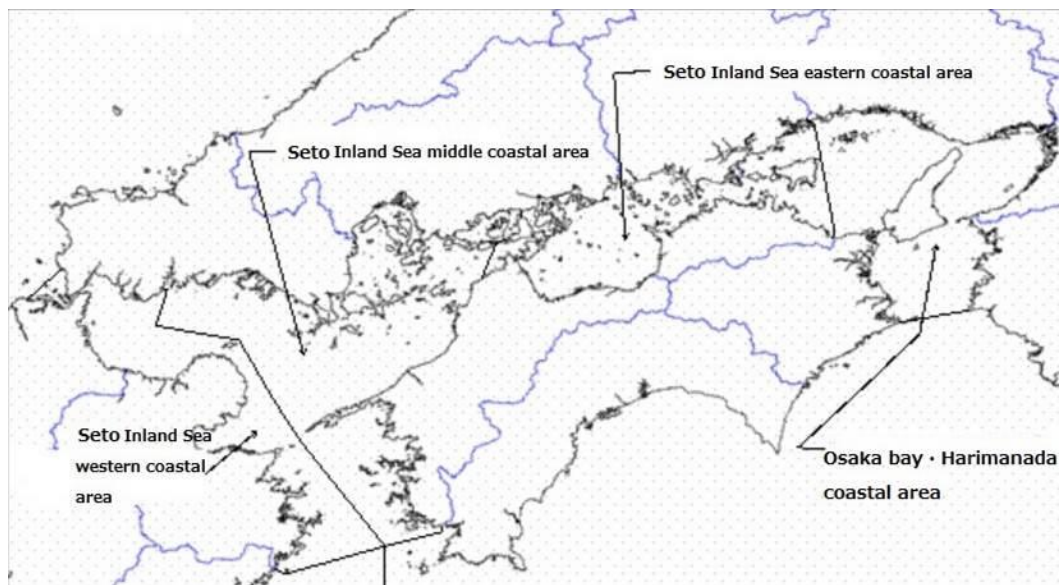 Seto Inland Sea eastern coastal area
Seto Inland Sea middle coastal area
Seto Inland Sea
western coastal
area
Osaka bay・Harimanada
coastal area